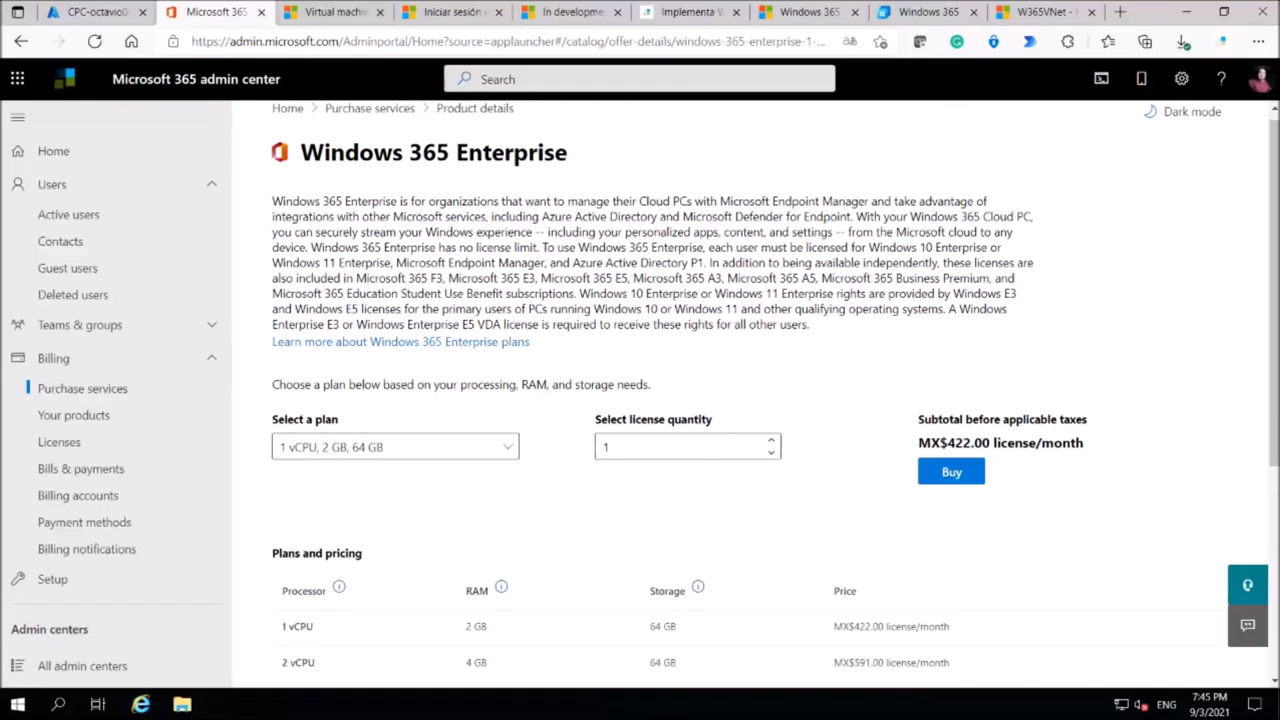 CPC-octavio0
Microsoft 365
Virtual machi
Iniciar sesión
In developme
Implementa V
Windows 365
Windows 365
W365VNet -
https://admin.microsoft.com/Adminportal/Home?source=applauncher#/catalog/offer-details/windows-365-enterprise-1-...
Microsoft 365 admin center
Search
Home
Users
Active users
Contacts
Guest users
Deleted users
Teams & groups
Billing
Purchase services
Your products
Licenses
Bills & payments
Billing accounts
Payment methods
Billing notifications
Setup
Admin centers
All admin centers
Home > Purchase services > Product details
Dark mode
Windows 365 Enterprise
Windows 365 Enterprise is for organizations that want to manage their Cloud PCs with Microsoft Endpoint Manager and take advantage of
integrations with other Microsoft services, including Azure Active Directory and Microsoft Defender for Endpoint. With your Windows 365 Cloud PC,
you can securely stream your Windows experience -- including your personalized apps, content, and settings -- from the Microsoft cloud to any
device. Windows 365 Enterprise has no license limit. To use Windows 365 Enterprise, each user must be licensed for Windows 10 Enterprise or
Windows 11 Enterprise, Microsoft Endpoint Manager, and Azure Active Directory P1. In addition to being available independently, these licenses are
also included in Microsoft 365 F3, Microsoft 365 E3, Microsoft 365 E5, Microsoft 365 A3, Microsoft 365 A5, Microsoft 365 Business Premium, and
Microsoft 365 Education Student Use Benefit subscriptions. Windows 10 Enterprise or Windows 11 Enterprise rights are provided by Windows E3
and Windows E5 licenses for the primary users of PCs running Windows 10 or Windows 11 and other qualifying operating systems. A Windows
Enterprise E3 or Windows Enterprise E5 VDA license is required to receive these rights for all other users.
Learn more about Windows 365 Enterprise plans
Choose a plan below based on your processing, RAM, and storage needs.
Select a plan
1 vCPU, 2 GB, 64 GB
Select license quantity
1
Subtotal before applicable taxes
MX$422.00 license/month
Buy
Plans and pricing
Processor RAM Storage Price
1 vCPU 2 GB 64 GB MX$422.00 license/month
2 vCPU 4 GB 64 GB MX$591.00 license/month
ENG
7:45 PM
9/3/2021